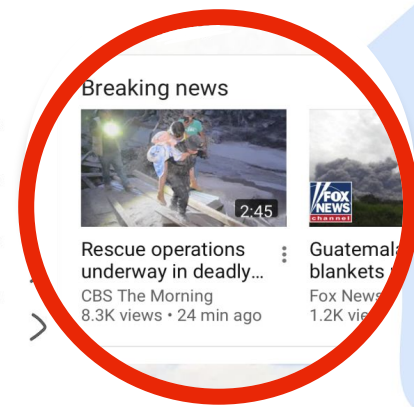 Breaking news
2:45
FOX
NEWS
channel
Rescue operations
underway in deadly...
CBS The Morning
8.3K views • 24 min ago
Guatemala
blankets
Fox News
1.2K vie